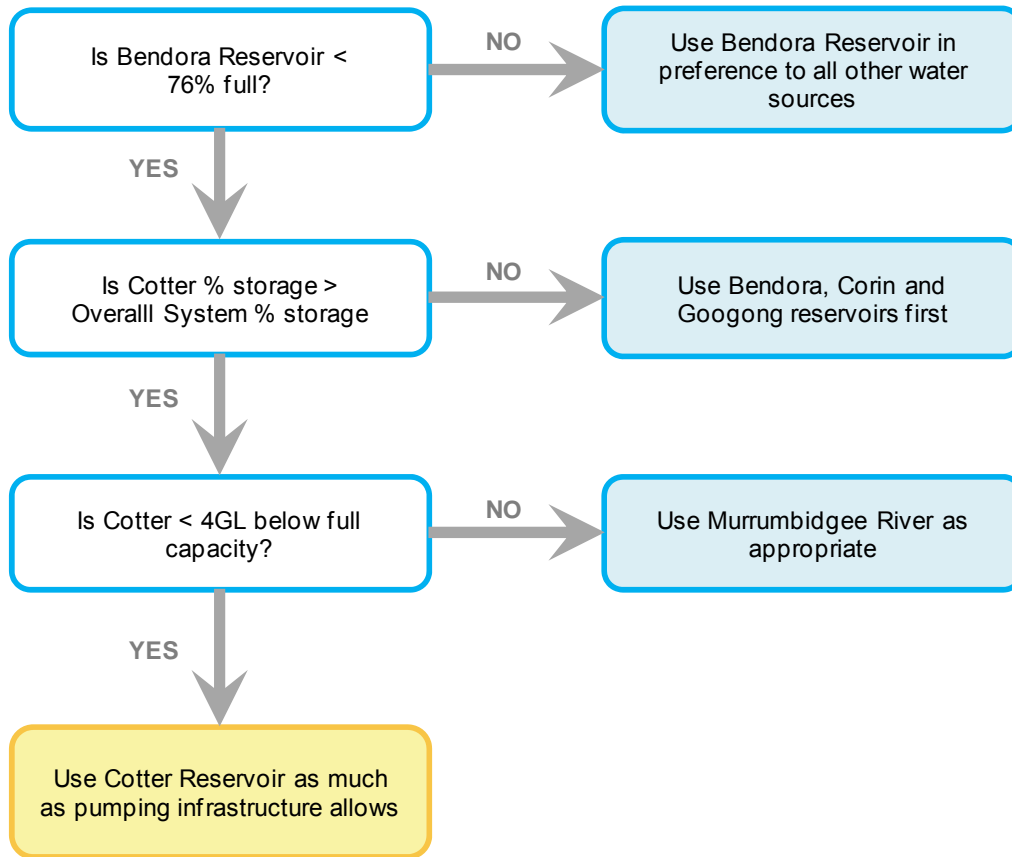 Is Bendora Reservoir <
76% full?
NO
Use Bendora Reservoir in
preference to all other water
sources
YES
Is Cotter % storage >
Overalll System % storage
NO
Use Bendora, Corin and
Googong reservoirs first
YES
Is Cotter < 4GL below full
capacity?
NO
Use Murrumbidgee River as
appropriate
YES
Use Cotter Reservoir as much
as pumping infrastructure allows